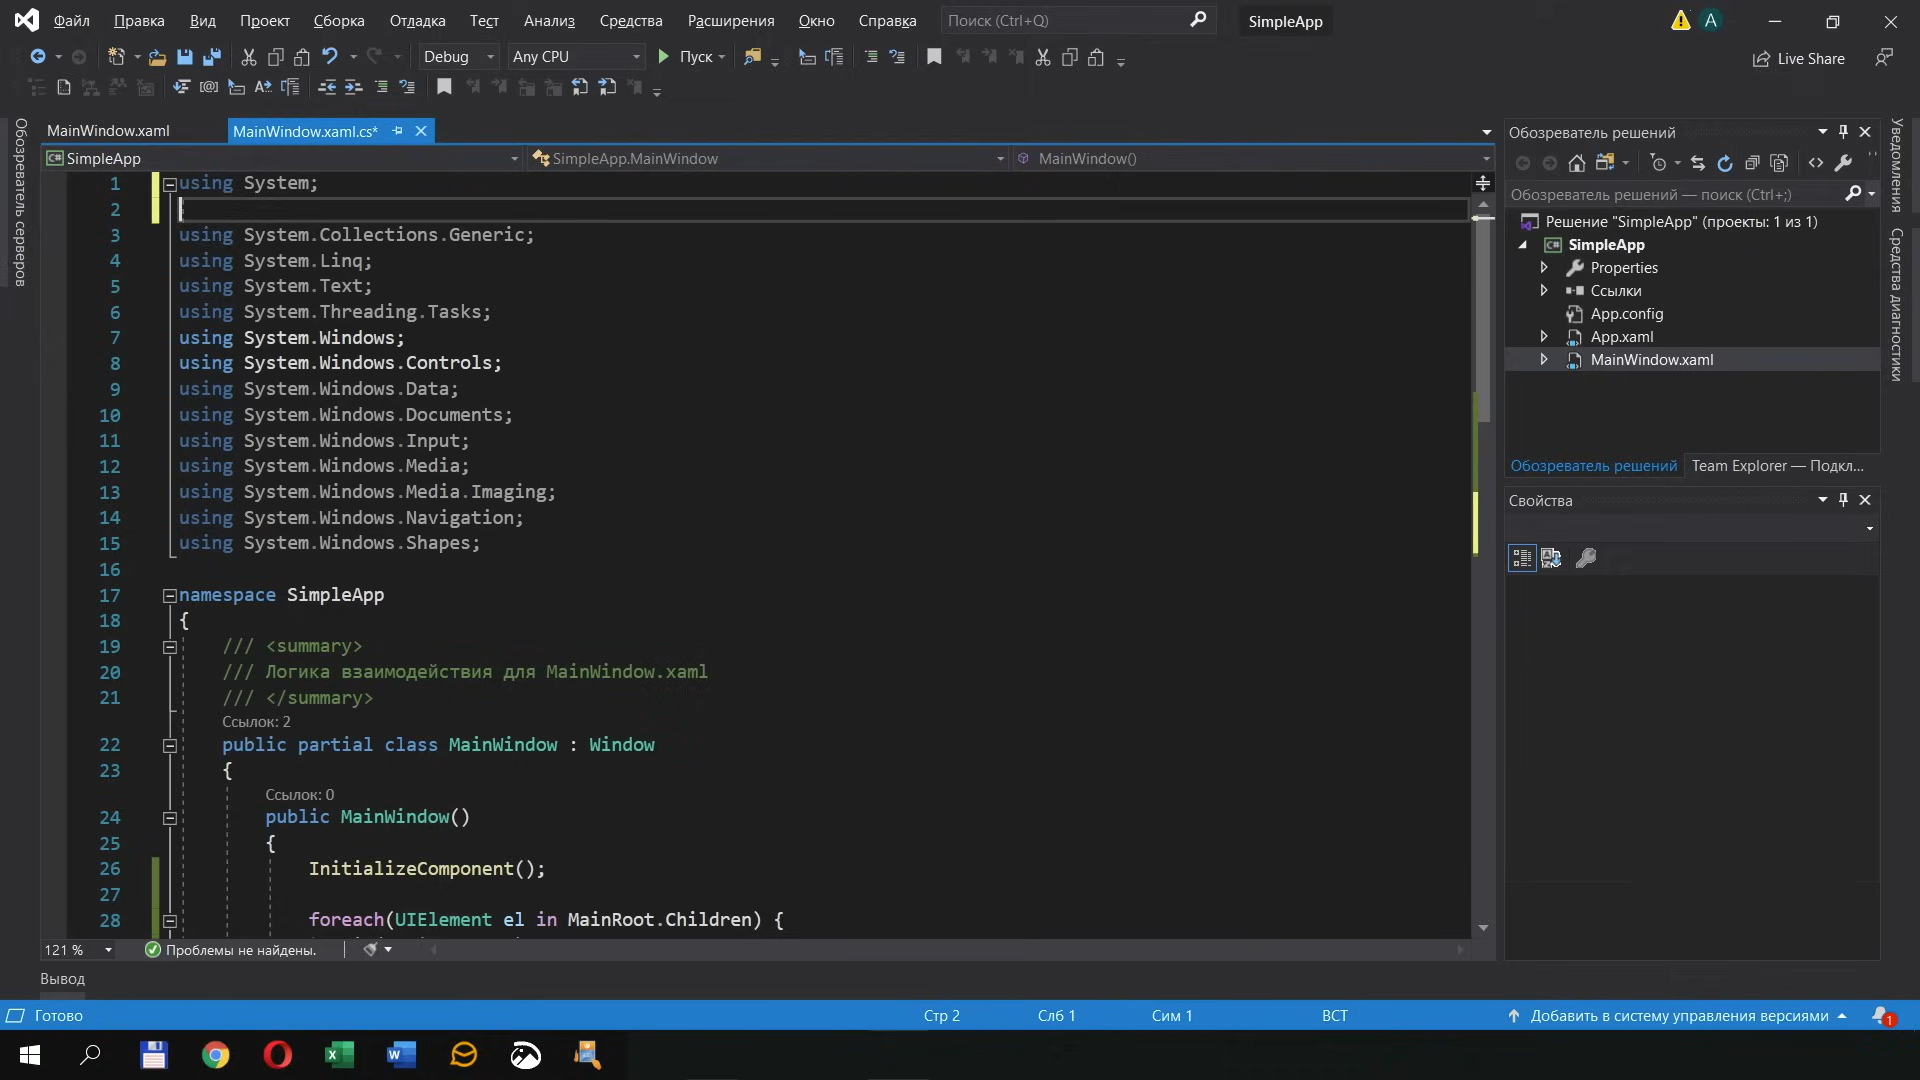 Файл Правка Вид Проект Сборка Отладка Тест Анализ Средства Расширения Окно Справка Поиск (Ctrl+Q) SimpleApp A
Debug Any CPU Пуск Live Share
Обозреватель серверов
MainWindow.xaml MainWindow.xaml.cs*
SimpleApp SimpleApp.MainWindow MainWindow()
1 using System;
2
3 using System.Collections.Generic;
4 using System.Linq;
5 using System.Text;
6 using System.Threading.Tasks;
7 using System.Windows;
8 using System.Windows.Controls;
9 using System.Windows.Data;
10 using System.Windows.Documents;
11 using System.Windows.Input;
12 using System.Windows.Media;
13 using System.Windows.Media.Imaging;
14 using System.Windows.Navigation;
15 using System.Windows.Shapes;
16
17 namespace SimpleApp
18 {
19 /// <summary>
20 /// Логика взаимодействия для MainWindow.xaml
21 /// </summary>
Ссылок: 2
22 public partial class MainWindow : Window
23 {
Ссылок: 0
24 public MainWindow()
25 {
26 InitializeComponent();
27
28 foreach(UIElement el in MainRoot.Children) {
121 % Проблемы не найдены.
Вывод
Обозреватель решений
Обозреватель решений — поиск (Ctrl+;)
Решение "SimpleApp" (проекты: 1 из 1)
SimpleApp
Properties
Ссылки
App.config
App.xaml
MainWindow.xaml
Обозреватель решений Team Explorer — Подкл...
Свойства
Уведомления
Средства диагностики
Готово Стр 2 Слб 1 Сим 1 ВСТ Добавить в систему управления версиями 1